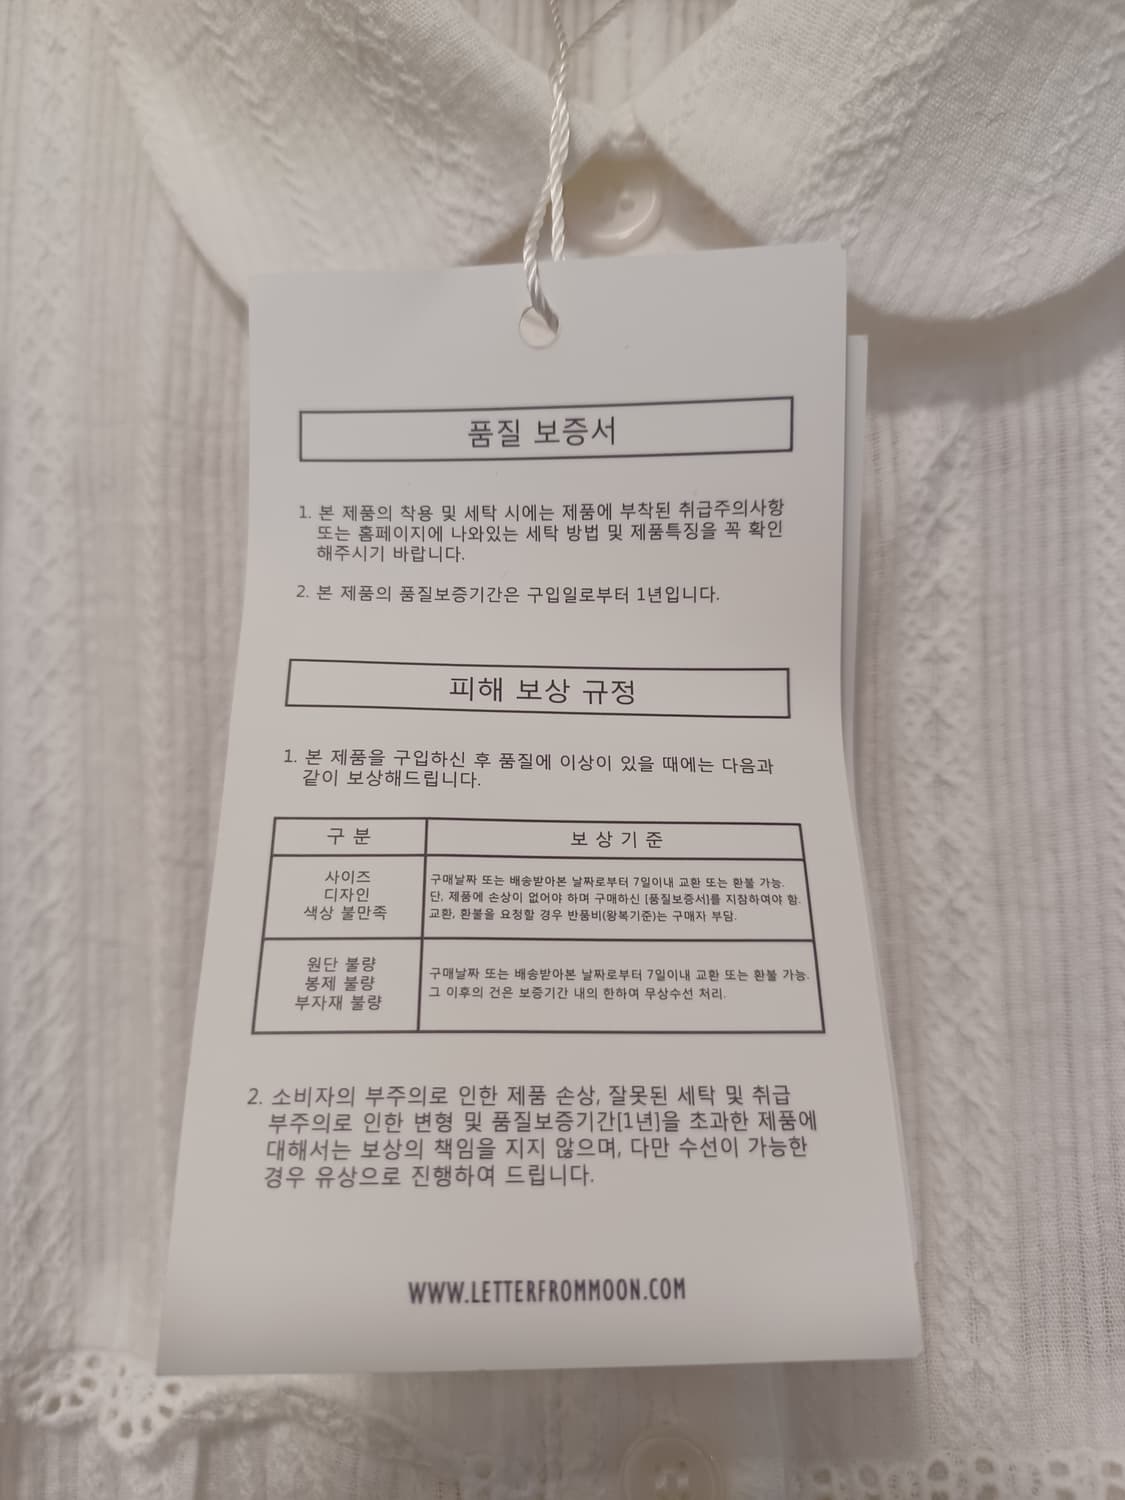 품질 보증서
1. 본 제품의 착용 및 세탁 시에는 제품에 부착된 취급주의사항
또는 홈페이지에 나와있는 세탁 방법 및 제품특징을 꼭 확인
해주시기 바랍니다.
2. 본 제품의 품질보증기간은 구입일로부터 1년입니다.
피해 보상 규정
1. 본 제품을 구입하신 후 품질에 이상이 있을 때에는 다음과
같이 보상해드립니다.
구 분 보 상 기 준
사이즈
디자인
색상 불만족
구매날짜 또는 배송받아본 날짜로부터 7일이내 교환 또는 환불 가능.
단, 제품에 손상이 없어야 하며 구매하신 [품질보증서]를 지참하여야 함.
교환, 환불을 요청할 경우 반품비(왕복기준)는 구매자 부담.
원단 불량
봉제 불량
부자재 불량
구매날짜 또는 배송받아본 날짜로부터 7일이내 교환 또는 환불 가능.
그 이후의 건은 보증기간 내의 한하여 무상수선 처리.
2. 소비자의 부주의로 인한 제품 손상, 잘못된 세탁 및 취급
부주의로 인한 변형 및 품질보증기간[1년]을 초과한 제품에
대해서는 보상의 책임을 지지 않으며, 다만 수선이 가능한
경우 유상으로 진행하여 드립니다.
WWW.LETTERFROMMOON.COM